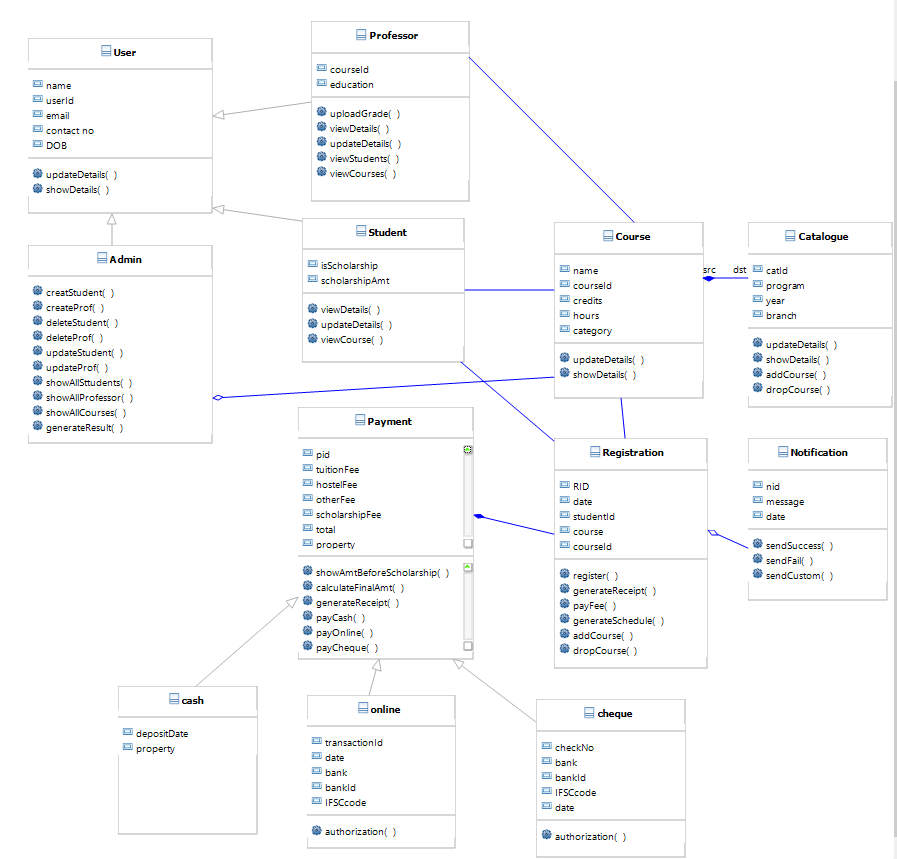 User
name
userId
email
contact no
DOB
updateDetails( )
showDetails( )
Professor
courseId
education
uploadGrade( )
viewDetails( )
updateDetails( )
viewStudents( )
viewCourses( )
Student
isScholarship
scholarshipAmt
viewDetails( )
updateDetails( )
viewCourse( )
Admin
creatStudent( )
createProf( )
deleteStudent( )
deleteProf( )
updateStudent( )
updateProf( )
showAllStudents( )
showAllProfessor( )
showAllCourses( )
generateResult( )
Course
name
courseId
credits
hours
category
updateDetails( )
showDetails( )
src dst
Catalogue
catId
program
year
branch
updateDetails( )
showDetails( )
addCourse( )
dropCourse( )
Payment
pid
tuitionFee
hostelFee
otherFee
scholarshipFee
total
property
showAmtBeforeScholarship( )
calculateFinalAmt( )
generateReceipt( )
payCash( )
payOnline( )
payCheque( )
Registration
RID
date
studentId
course
courseId
register( )
generateReceipt( )
payFee( )
generateSchedule( )
addCourse( )
dropCourse( )
Notification
nid
message
date
sendSuccess( )
sendFail( )
sendCustom( )
cash
depositDate
property
online
transactionId
date
bank
bankId
IFSCcode
authorization( )
cheque
checkNo
bank
bankId
IFSCcode
date
authorization( )